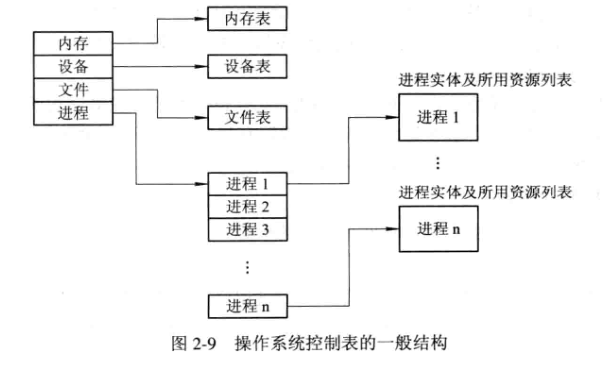 内存
设备
文件
进程
内存表
设备表
文件表
进程 1
进程 2
进程 3
⋮
进程 n
进程实体及所用资源列表
进程 1
⋮
进程实体及所用资源列表
进程 n
图 2-9 操作系统控制表的一般结构